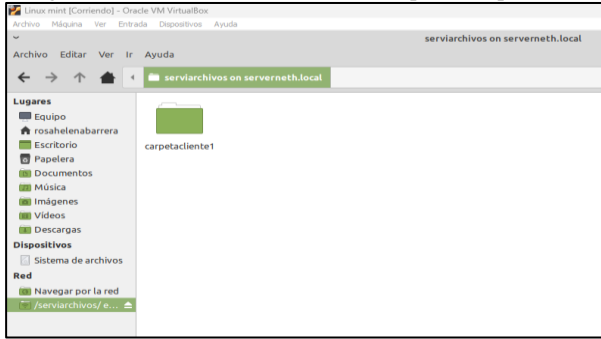 Linux mint [Corriendo] - Oracle VM VirtualBox
Archivo Máquina Ver Entrada Dispositivos Ayuda
serviarchivos on serverneth.local
Archivo Editar Ver Ir Ayuda
serviarchivos on serverneth.local
Lugares
Equipo
rosahelenabarrera
Escritorio
Papelera
Documentos
Música
Imágenes
Vídeos
Descargas
Dispositivos
Sistema de archivos
Red
Navegar por la red
/serviarchivos/ e...
carpetacliente1